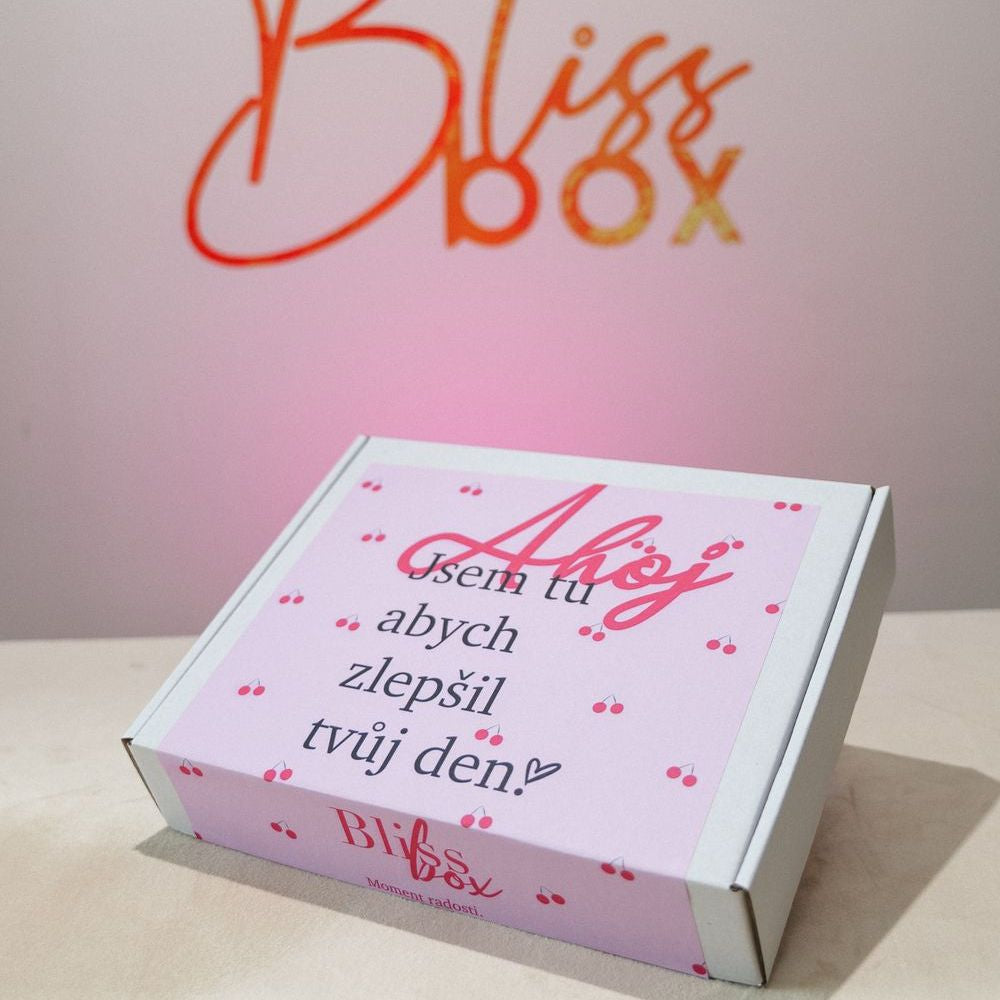 Bliss
box
Ahoj
Jsem tu
abych
zlepšil
tvůj den.
Bliss
box
Moment radosti.